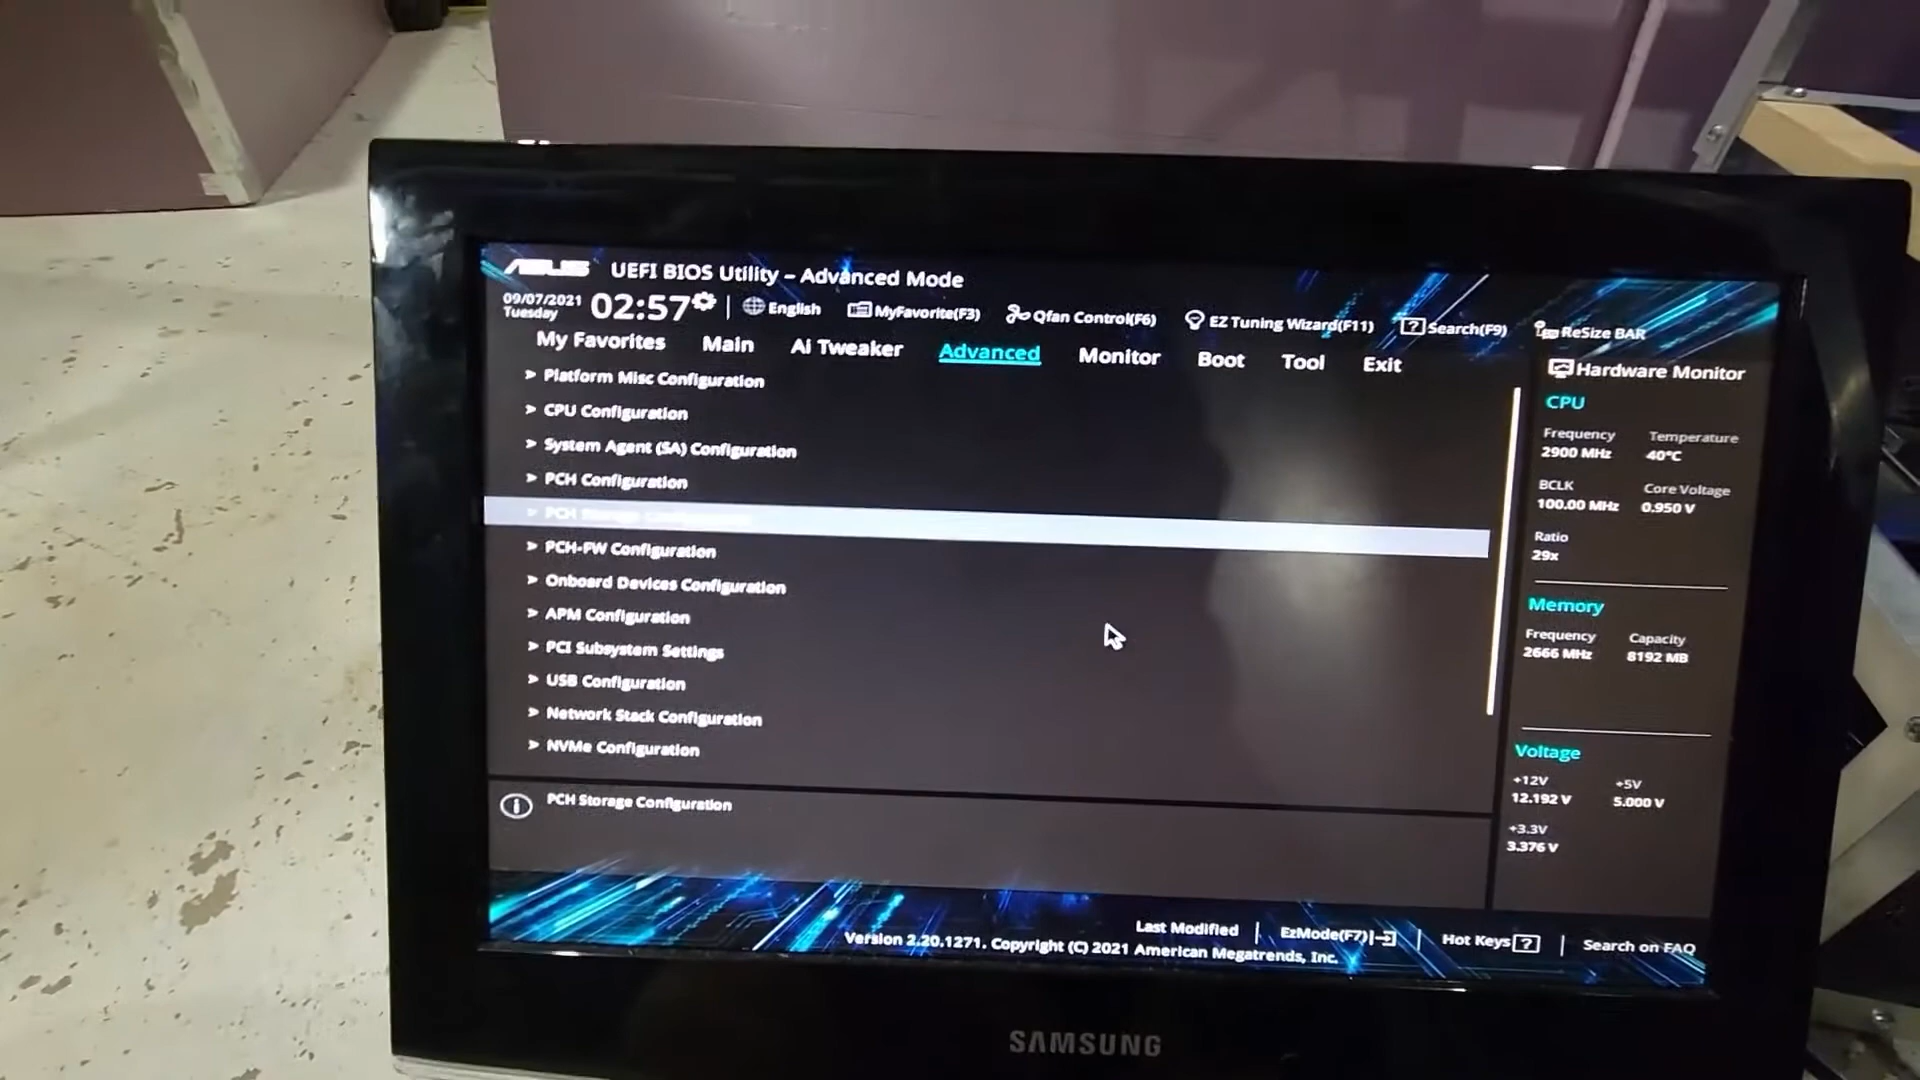 ASUS UEFI BIOS Utility – Advanced Mode
09/07/2021 Tuesday 02:57 | English MyFavorite(F3) Qfan Control(F6) EZ Tuning Wizard(F11) Search(F9) ReSize BAR
My Favorites Main Ai Tweaker Advanced Monitor Boot Tool Exit
> Platform Misc Configuration
> CPU Configuration
> System Agent (SA) Configuration
> PCH Configuration
> PCH Storage Configuration
> PCH-FW Configuration
> Onboard Devices Configuration
> APM Configuration
> PCI Subsystem Settings
> USB Configuration
> Network Stack Configuration
> NVMe Configuration
PCH Storage Configuration
Hardware Monitor
CPU
Frequency Temperature
2900 MHz 40°C
BCLK Core Voltage
100.00 MHz 0.950 V
Ratio
29x
Memory
Frequency Capacity
2666 MHz 8192 MB
Voltage
+12V +5V
12.192 V 5.000 V
+3.3V
3.376 V
Last Modified | EzMode(F7) | Hot Keys ? | Search on FAQ
Version 2.20.1271. Copyright (C) 2021 American Megatrends, Inc.
SAMSUNG